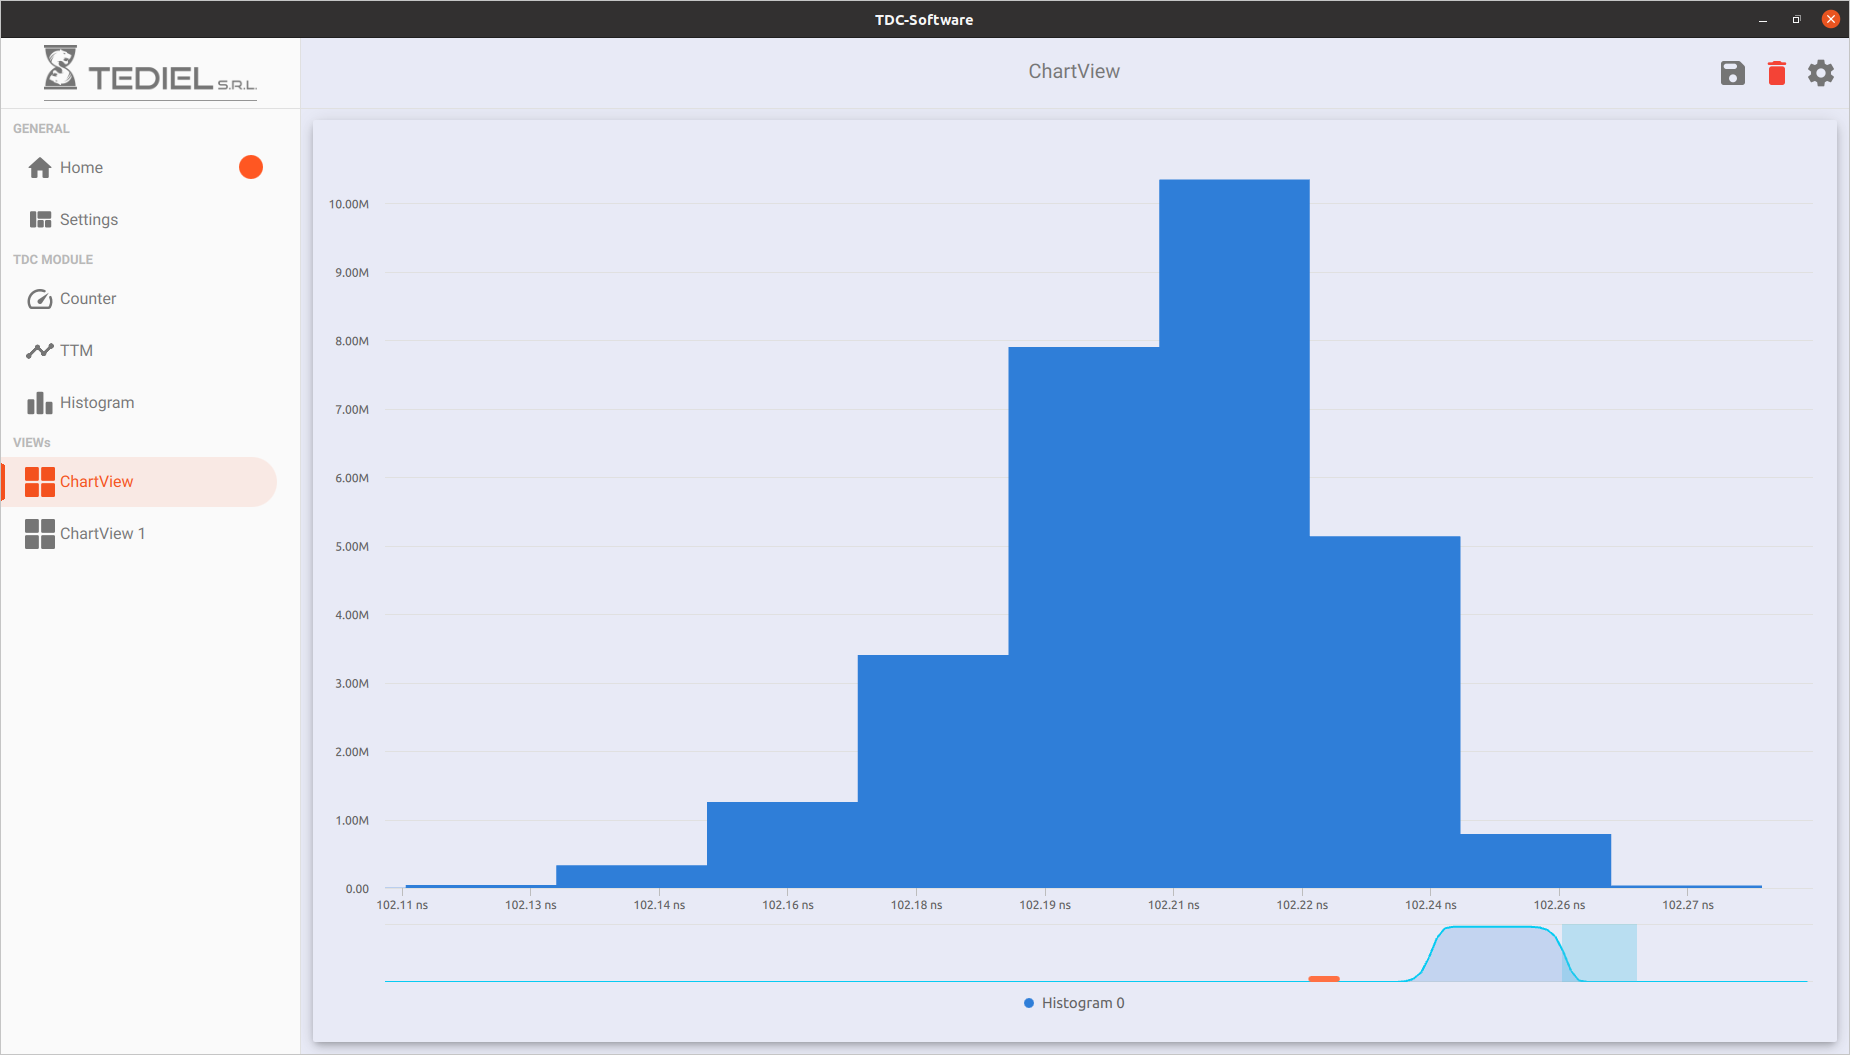 TDC-Software
TEDIEL S.R.L.
ChartView
GENERAL
Home
Settings
TDC MODULE
Counter
TTM
Histogram
VIEWs
ChartView
ChartView 1
10.00M
9.00M
8.00M
7.00M
6.00M
5.00M
4.00M
3.00M
2.00M
1.00M
0.00
102.11 ns 102.13 ns 102.14 ns 102.16 ns 102.18 ns 102.19 ns 102.21 ns 102.22 ns 102.24 ns 102.26 ns 102.27 ns
Histogram 0